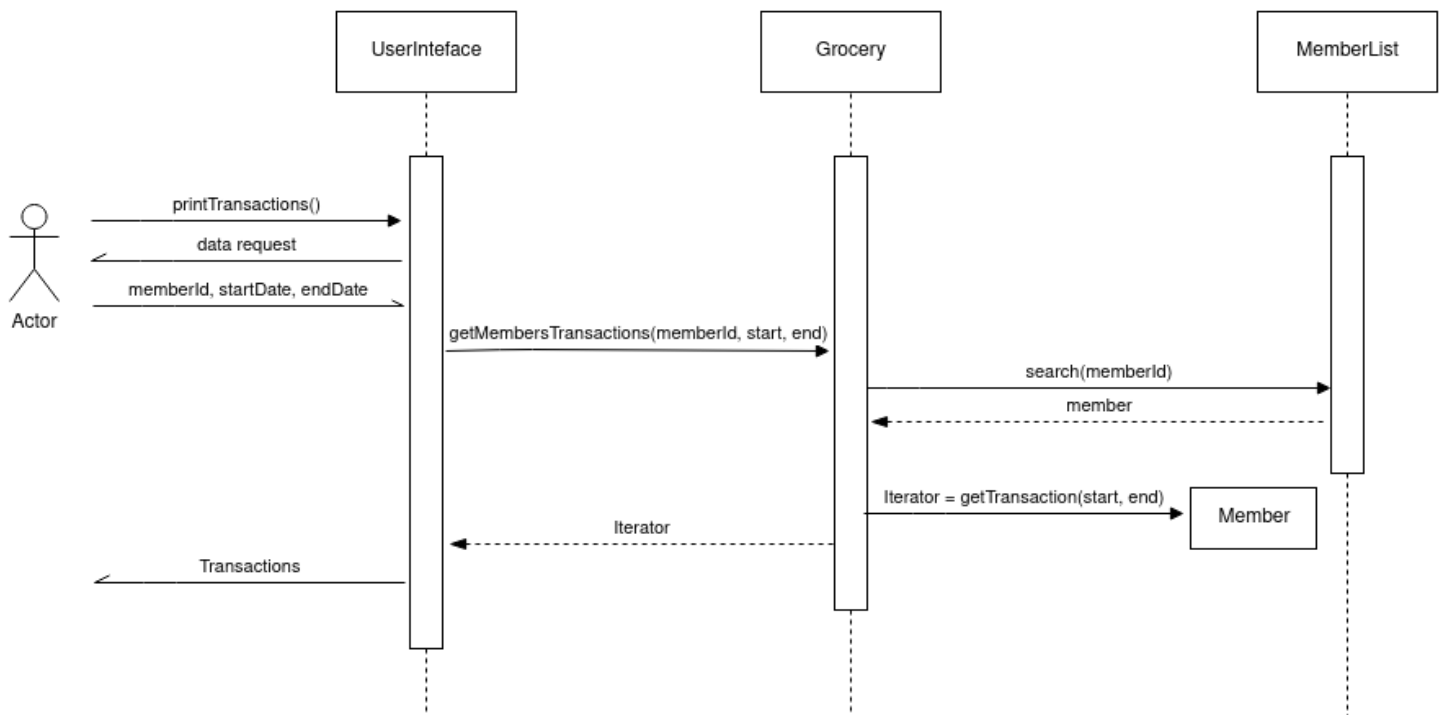 UserInteface
Grocery
MemberList
printTransactions()
data request
memberId, startDate, endDate
Actor
getMembersTransactions(memberId, start, end)
search(memberId)
member
Iterator = getTransaction(start, end)
Member
Iterator
Transactions